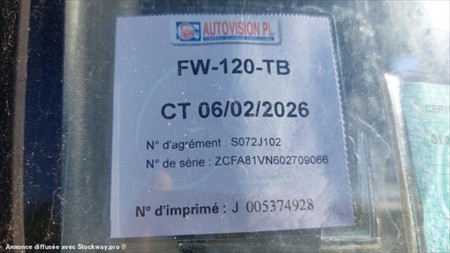 AUTOVISION PL
FW-120-TB
CT 06/02/2026
N° d'agrément : S072J102
N° de série : ZCFA81VN602709066
N° d'imprimé : J 005374928
Annonce diffusée avec Stockway.pro ®